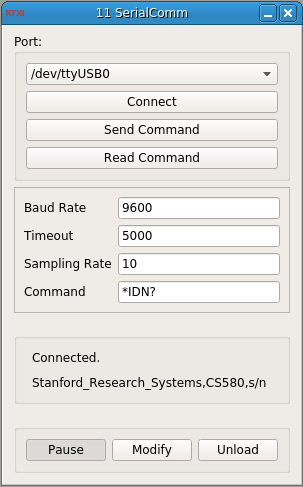 RTXI 11 SerialComm
Port:
/dev/ttyUSB0
Connect
Send Command
Read Command
Baud Rate 9600
Timeout 5000
Sampling Rate 10
Command *IDN?
Connected.
Stanford_Research_Systems,CS580,s/n
Pause Modify Unload